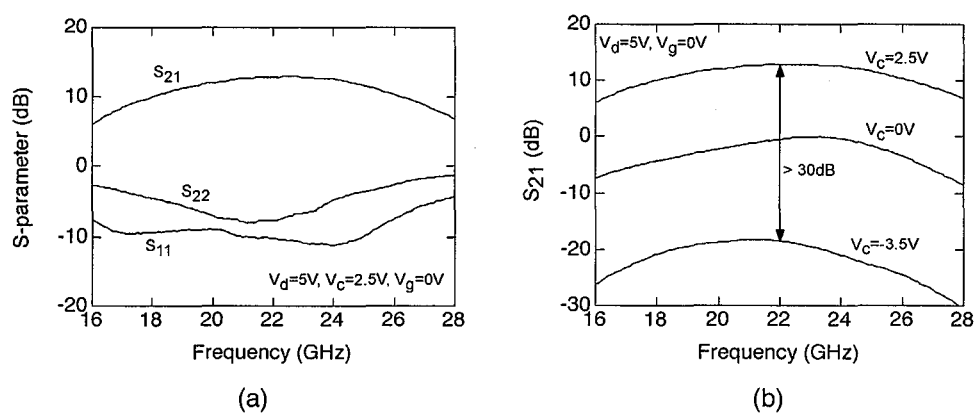 20
10
0
-10
-20
S-parameter (dB)
S21
S22
S11
Vd=5V, Vc=2.5V, Vg=0V
16 18 20 22 24 26 28
Frequency (GHz)
(a)
20
10
0
-10
-20
-30
S21 (dB)
Vd=5V, Vg=0V
Vc=2.5V
Vc=0V
> 30dB
Vc=-3.5V
16 18 20 22 24 26 28
Frequency (GHz)
(b)